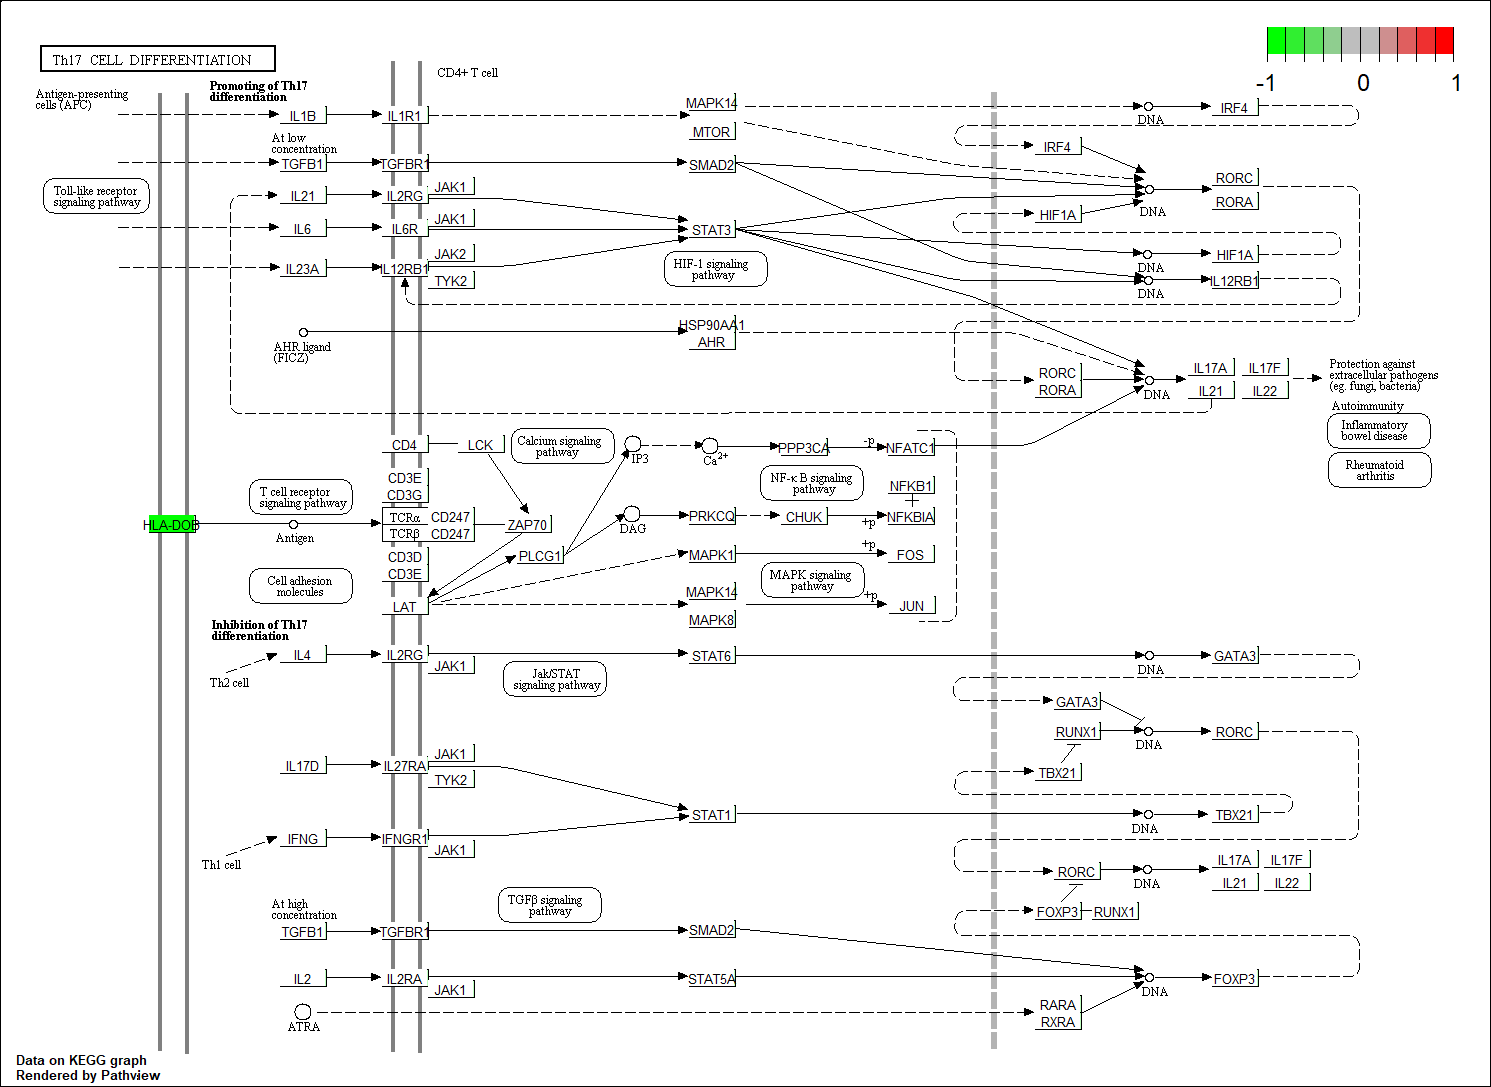 Th17 CELL DIFFERENTIATION
-1 0 1
CD4+ T cell
Antigen-presenting
cells (APC)
Promoting of Th17
differentiation
IL1B
IL1R1
MAPK14
MTOR
DNA
IRF4
IRF4
At low
concentration
TGFB1
TGFBR1
SMAD2
Toll-like receptor
signaling pathway
IL21
IL2RG
JAK1
IL6
IL6R
JAK1
STAT3
IL23A
IL12RB1
JAK2
TYK2
HIF-1 signaling
pathway
HIF1A
DNA
RORC
RORA
DNA
HIF1A
DNA
IL12RB1
AHR ligand
(FICZ)
HSP90AA1
AHR
RORC
RORA
DNA
IL17A
IL17F
IL21
IL22
Protection against
extracellular pathogens
(eg. fungi, bacteria)
Autoimmunity
Inflammatory
bowel disease
Rheumatoid
arthritis
CD4
LCK
Calcium signaling
pathway
IP3
Ca2+
PPP3CA
-p
NFATC1
CD3E
CD3G
T cell receptor
signaling pathway
NF-κB signaling
pathway
NFKB1
NFKBIA
HLA-DOB
Antigen
TCRα
CD247
TCRβ
CD247
ZAP70
DAG
PRKCQ
CHUK
+p
PLCG1
CD3D
CD3E
Cell adhesion
molecules
LAT
MAPK1
+p
FOS
MAPK signaling
pathway
MAPK14
MAPK8
+p
JUN
Inhibition of Th17
differentiation
IL4
Th2 cell
IL2RG
JAK1
Jak/STAT
signaling pathway
STAT6
DNA
GATA3
GATA3
RUNX1
DNA
RORC
TBX21
IL17D
IL27RA
JAK1
TYK2
STAT1
DNA
TBX21
IFNG
Th1 cell
IFNGR1
JAK1
RORC
DNA
IL17A
IL17F
IL21
IL22
FOXP3
RUNX1
At high
concentration
TGFB1
TGFBR1
TGFβ signaling
pathway
SMAD2
IL2
IL2RA
JAK1
STAT5A
DNA
FOXP3
ATRA
RARA
RXRA
Data on KEGG graph
Rendered by Pathview